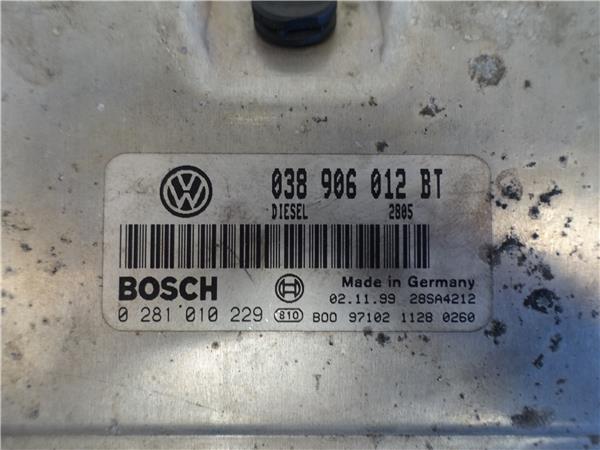 038 906 012 BT
DIESEL 2805
BOSCH
Made in Germany
02.11.99 28SA4212
0 281 010 229 810 B00 97102 1128 0260